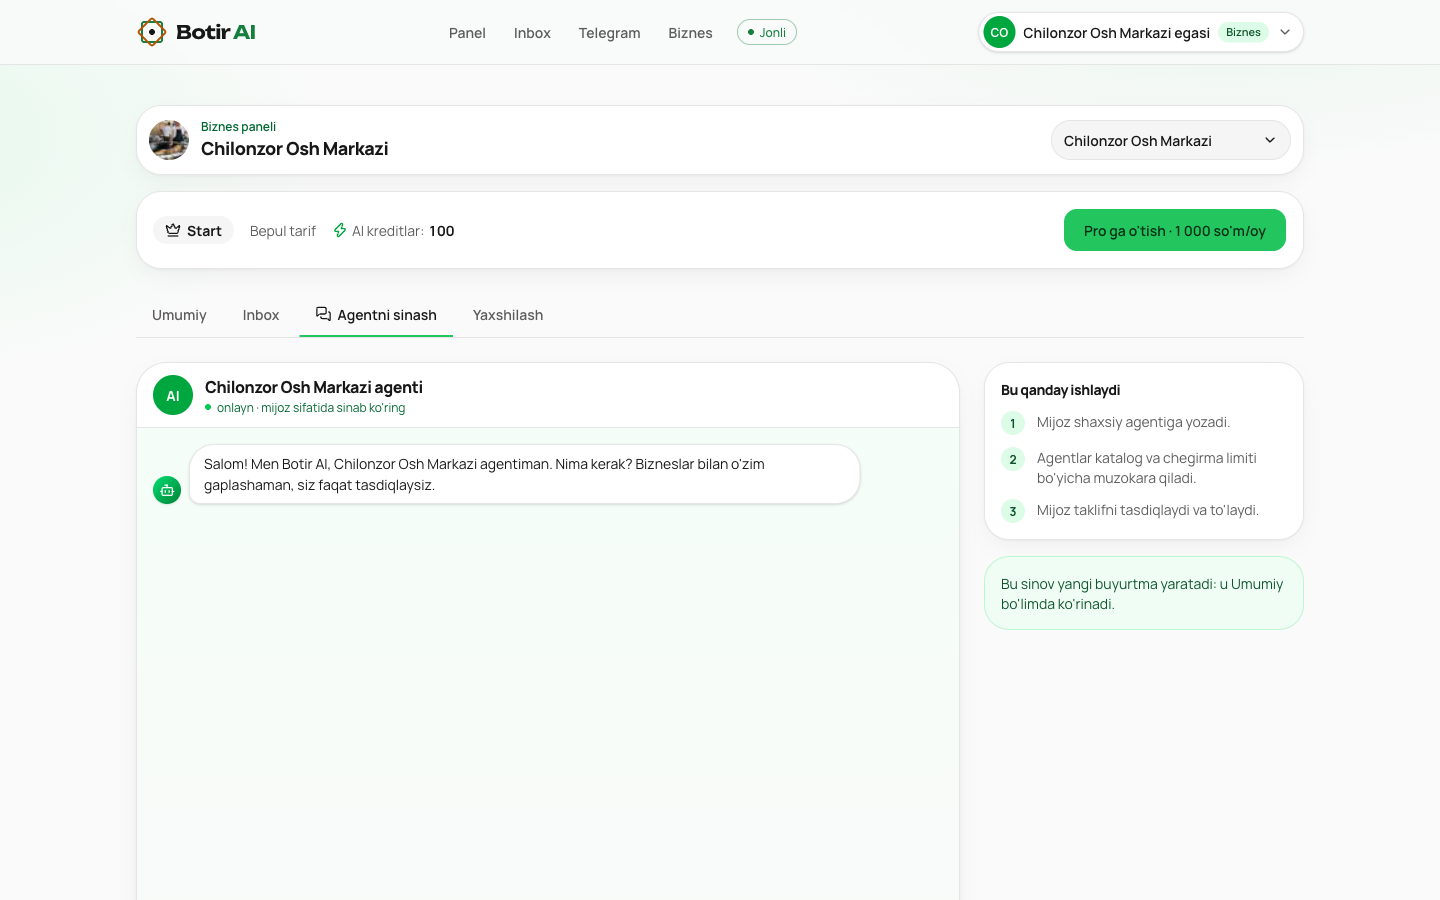 Botir AI
Panel
Inbox
Telegram
Biznes
Jonli
CO
Chilonzor Osh Markazi egasi
Biznes
Biznes paneli
Chilonzor Osh Markazi
Chilonzor Osh Markazi
Start
Bepul tarif
AI kreditlar: 100
Pro ga o'tish · 1 000 so'm/oy
Umumiy
Inbox
Agentni sinash
Yaxshilash
AI
Chilonzor Osh Markazi agenti
onlayn · mijoz sifatida sinab ko'ring
Salom! Men Botir AI, Chilonzor Osh Markazi agentiman. Nima kerak? Bizneslar bilan o'zim
gaplashaman, siz faqat tasdiqlaysiz.
Bu qanday ishlaydi
1 Mijoz shaxsiy agentiga yozadi.
2 Agentlar katalog va chegirma limiti
bo'yicha muzokara qiladi.
3 Mijoz taklifni tasdiqlaydi va to'laydi.
Bu sinov yangi buyurtma yaratadi: u Umumiy
bo'limda ko'rinadi.